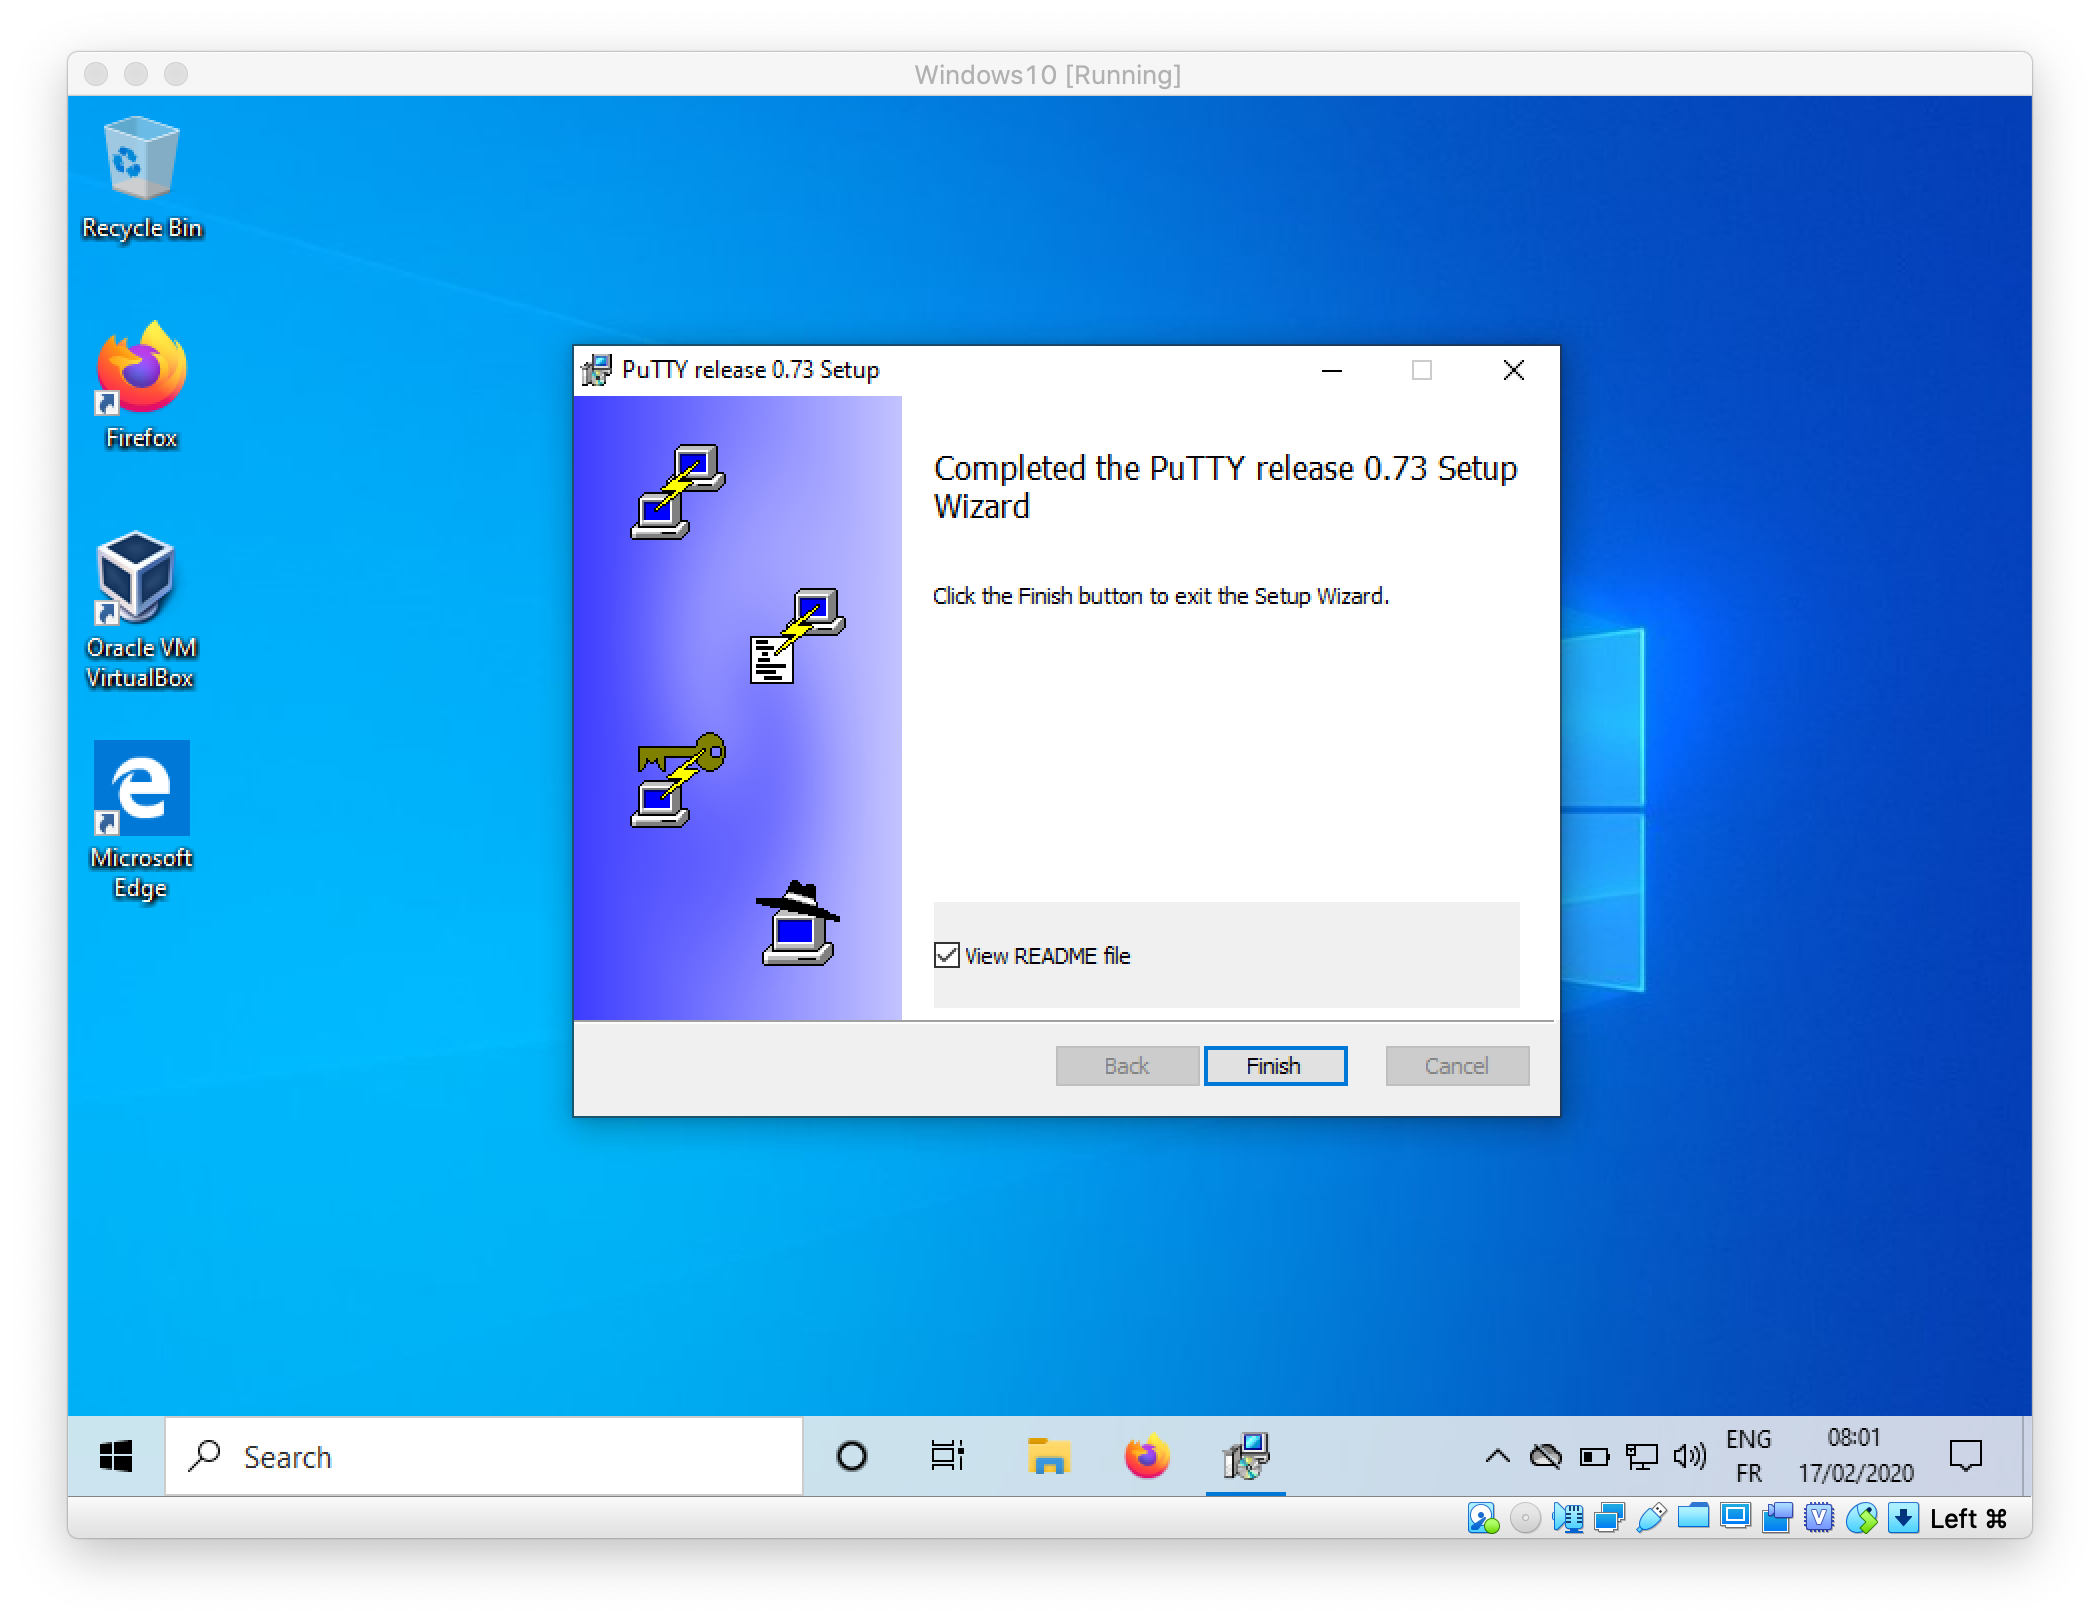 Windows10 [Running]
Recycle Bin
Firefox
Oracle VM
VirtualBox
Microsoft
Edge
PuTTY release 0.73 Setup
Completed the PuTTY release 0.73 Setup
Wizard
Click the Finish button to exit the Setup Wizard.
View README file
Back
Finish
Cancel
Search
ENG
FR
08:01
17/02/2020
Left ⌘